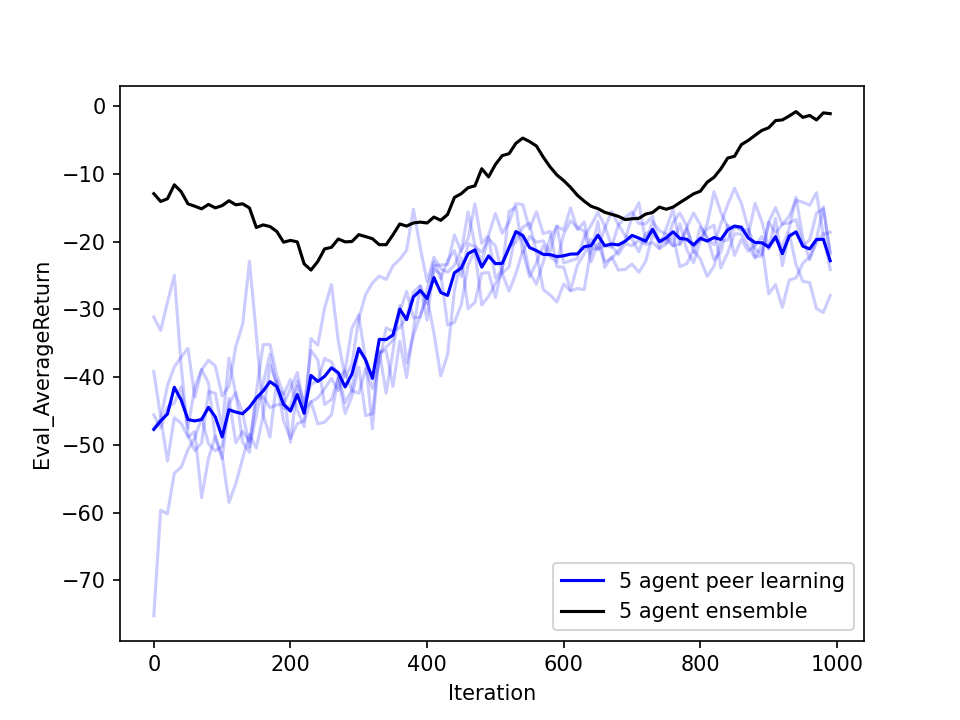 0
−10
−20
−30
−40
−50
−60
−70
Eval_AverageReturn
0 200 400 600 800 1000
Iteration
5 agent peer learning
5 agent ensemble